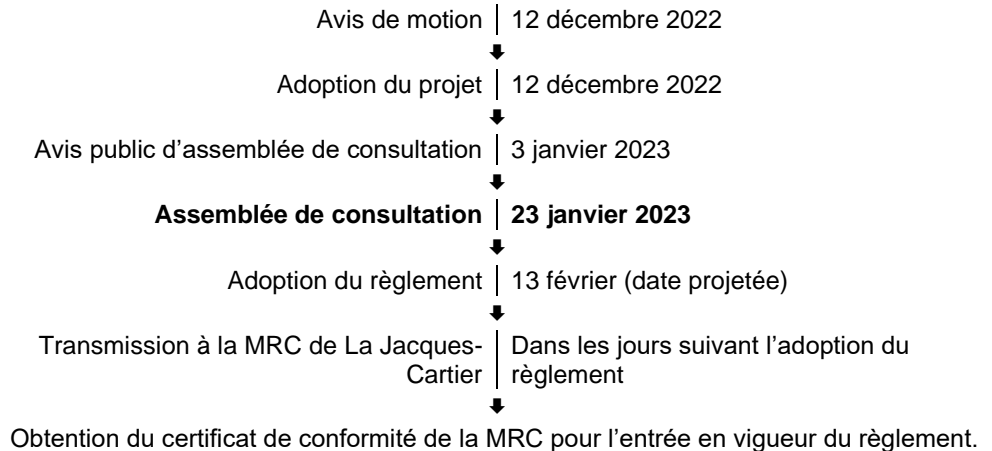 Avis de motion | 12 décembre 2022
Adoption du projet | 12 décembre 2022
Avis public d'assemblée de consultation | 3 janvier 2023
Assemblée de consultation | 23 janvier 2023
Adoption du règlement | 13 février (date projetée)
Transmission à la MRC de La Jacques-
Cartier
Dans les jours suivant l'adoption du
règlement
Obtention du certificat de conformité de la MRC pour l'entrée en vigueur du règlement.